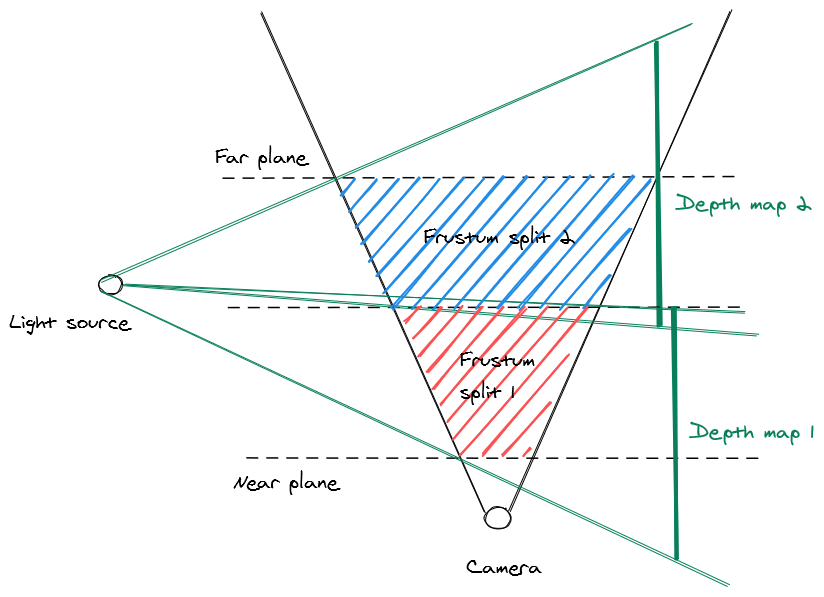 Far plane
Depth map 2
Frustum split 2
Light source
Frustum
split 1
Depth map 1
Near plane
Camera